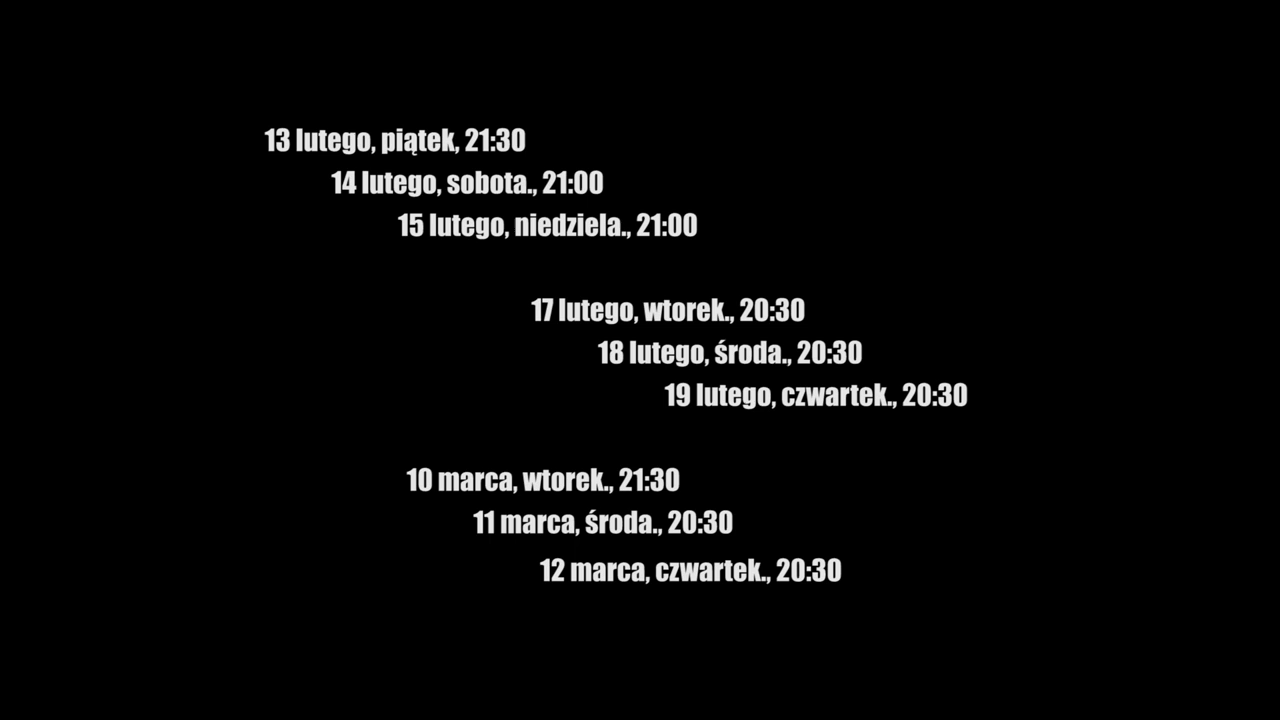 13 lutego, piątek, 21:30
14 lutego, sobota., 21:00
15 lutego, niedziela., 21:00
17 lutego, wtorek., 20:30
18 lutego, środa., 20:30
19 lutego, czwartek., 20:30
10 marca, wtorek., 21:30
11 marca, środa., 20:30
12 marca, czwartek., 20:30